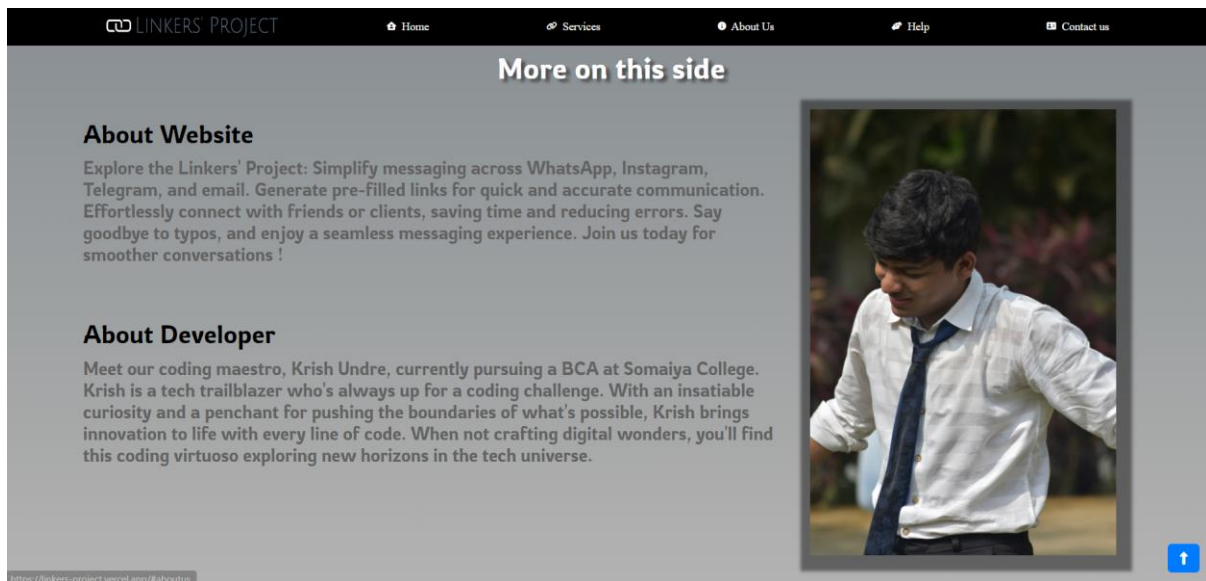 LINKERS' PROJECT
Home
Services
About Us
Help
Contact us
More on this side
About Website
Explore the Linkers' Project: Simplify messaging across WhatsApp, Instagram,
Telegram, and email. Generate pre-filled links for quick and accurate communication.
Effortlessly connect with friends or clients, saving time and reducing errors. Say
goodbye to typos, and enjoy a seamless messaging experience. Join us today for
smoother conversations !
About Developer
Meet our coding maestro, Krish Undre, currently pursuing a BCA at Somaiya College.
Krish is a tech trailblazer who's always up for a coding challenge. With an insatiable
curiosity and a penchant for pushing the boundaries of what's possible, Krish brings
innovation to life with every line of code. When not crafting digital wonders, you'll find
this coding virtuoso exploring new horizons in the tech universe.
https://linkers-project.vercel.app/#aboutus